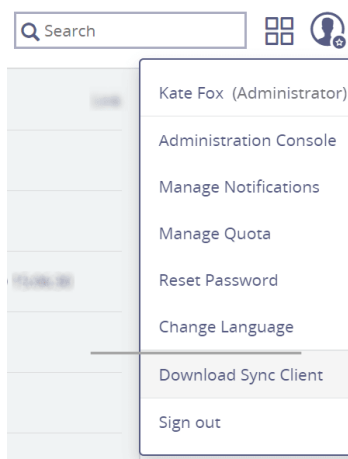 Search
Kate Fox (Administrator)
Administration Console
Manage Notifications
Manage Quota
Reset Password
Change Language
Download Sync Client
Sign out